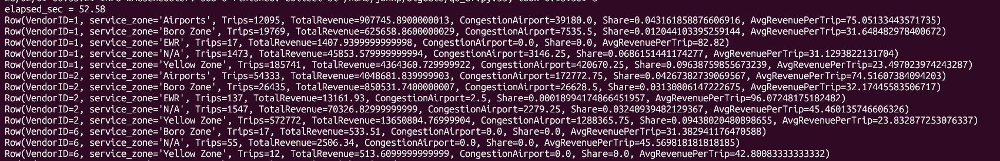 elapsed_sec = 52.58
Row(VendorID=1, service_zone='Airports', Trips=12095, TotalRevenue=907745.8900000013, CongestionAirport=39180.0, Share=0.043161858876606916, AvgRevenuePerTrip=75.05133443571735)
Row(VendorID=1, service_zone='Boro Zone', Trips=19769, TotalRevenue=625658.8600000029, CongestionAirport=7535.5, Share=0.012044103395259144, AvgRevenuePerTrip=31.648482978400672)
Row(VendorID=1, service_zone='EWR', Trips=17, TotalRevenue=1407.9399999999998, CongestionAirport=0.0, Share=0.0, AvgRevenuePerTrip=82.82)
Row(VendorID=1, service_zone='N/A', Trips=1473, TotalRevenue=45853.579999999994, CongestionAirport=3146.25, Share=0.0686151441174277, AvgRevenuePerTrip=31.1293822131704)
Row(VendorID=1, service_zone='Yellow Zone', Trips=185741, TotalRevenue=4364360.729999922, CongestionAirport=420670.25, Share=0.09638759855673239, AvgRevenuePerTrip=23.497023974243287)
Row(VendorID=2, service_zone='Airports', Trips=54333, TotalRevenue=4048681.839999903, CongestionAirport=172772.75, Share=0.04267382739069567, AvgRevenuePerTrip=74.51607384094203)
Row(VendorID=2, service_zone='Boro Zone', Trips=26435, TotalRevenue=850531.7400000007, CongestionAirport=26628.5, Share=0.03130806147222675, AvgRevenuePerTrip=32.17445583506717)
Row(VendorID=2, service_zone='EWR', Trips=137, TotalRevenue=13161.93, CongestionAirport=2.5, Share=0.00018994174866451957, AvgRevenuePerTrip=96.07248175182482)
Row(VendorID=2, service_zone='N/A', Trips=1547, TotalRevenue=70326.82999999999, CongestionAirport=2279.25, Share=0.03240939482129367, AvgRevenuePerTrip=45.460135746606326)
Row(VendorID=2, service_zone='Yellow Zone', Trips=572772, TotalRevenue=13650804.76999904, CongestionAirport=1288365.75, Share=0.09438020480898655, AvgRevenuePerTrip=23.832877253076337)
Row(VendorID=6, service_zone='Boro Zone', Trips=17, TotalRevenue=533.51, CongestionAirport=0.0, Share=0.0, AvgRevenuePerTrip=31.382941176470588)
Row(VendorID=6, service_zone='N/A', Trips=55, TotalRevenue=2506.34, CongestionAirport=0.0, Share=0.0, AvgRevenuePerTrip=45.569818181818185)
Row(VendorID=6, service_zone='Yellow Zone', Trips=12, TotalRevenue=513.6099999999999, CongestionAirport=0.0, Share=0.0, AvgRevenuePerTrip=42.80083333333332)